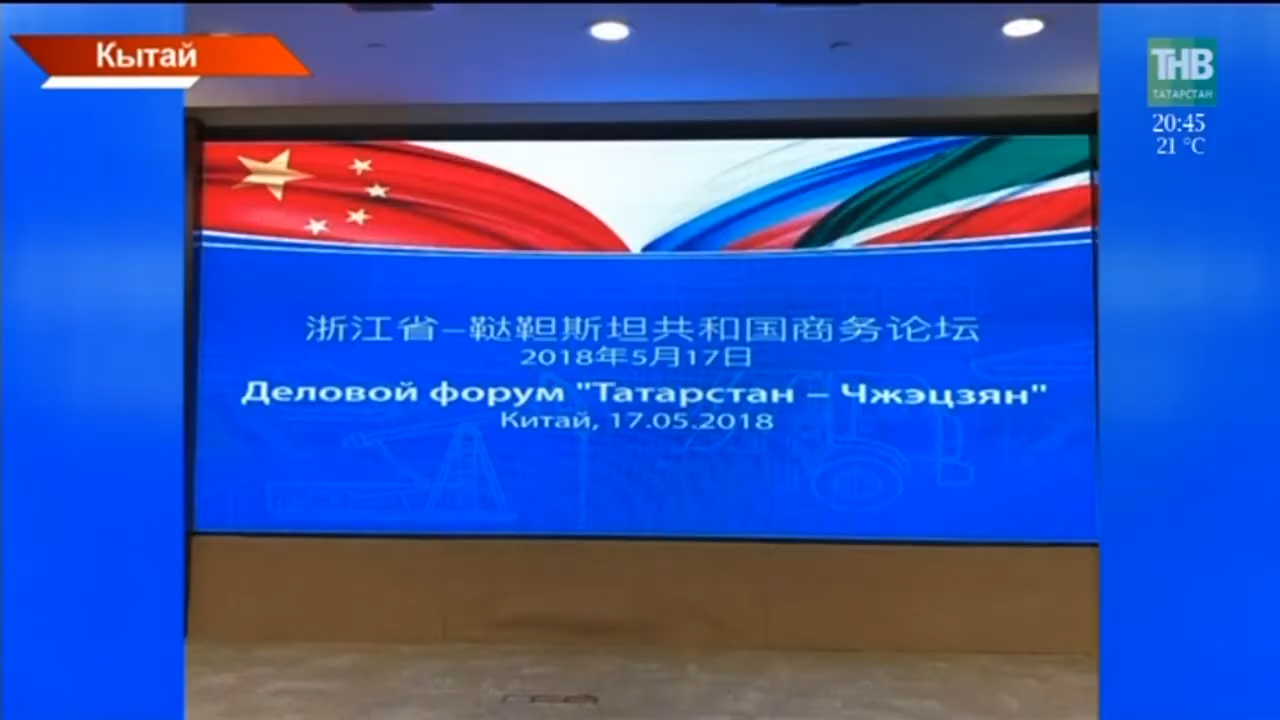 Кытай
ТНВ
ТАТАРСТАН
20:45
21 °C
浙江省–鞑靼斯坦共和国商务论坛
2018年5月17日
Деловой форум "Татарстан – Чжэцзян"
Китай, 17.05.2018